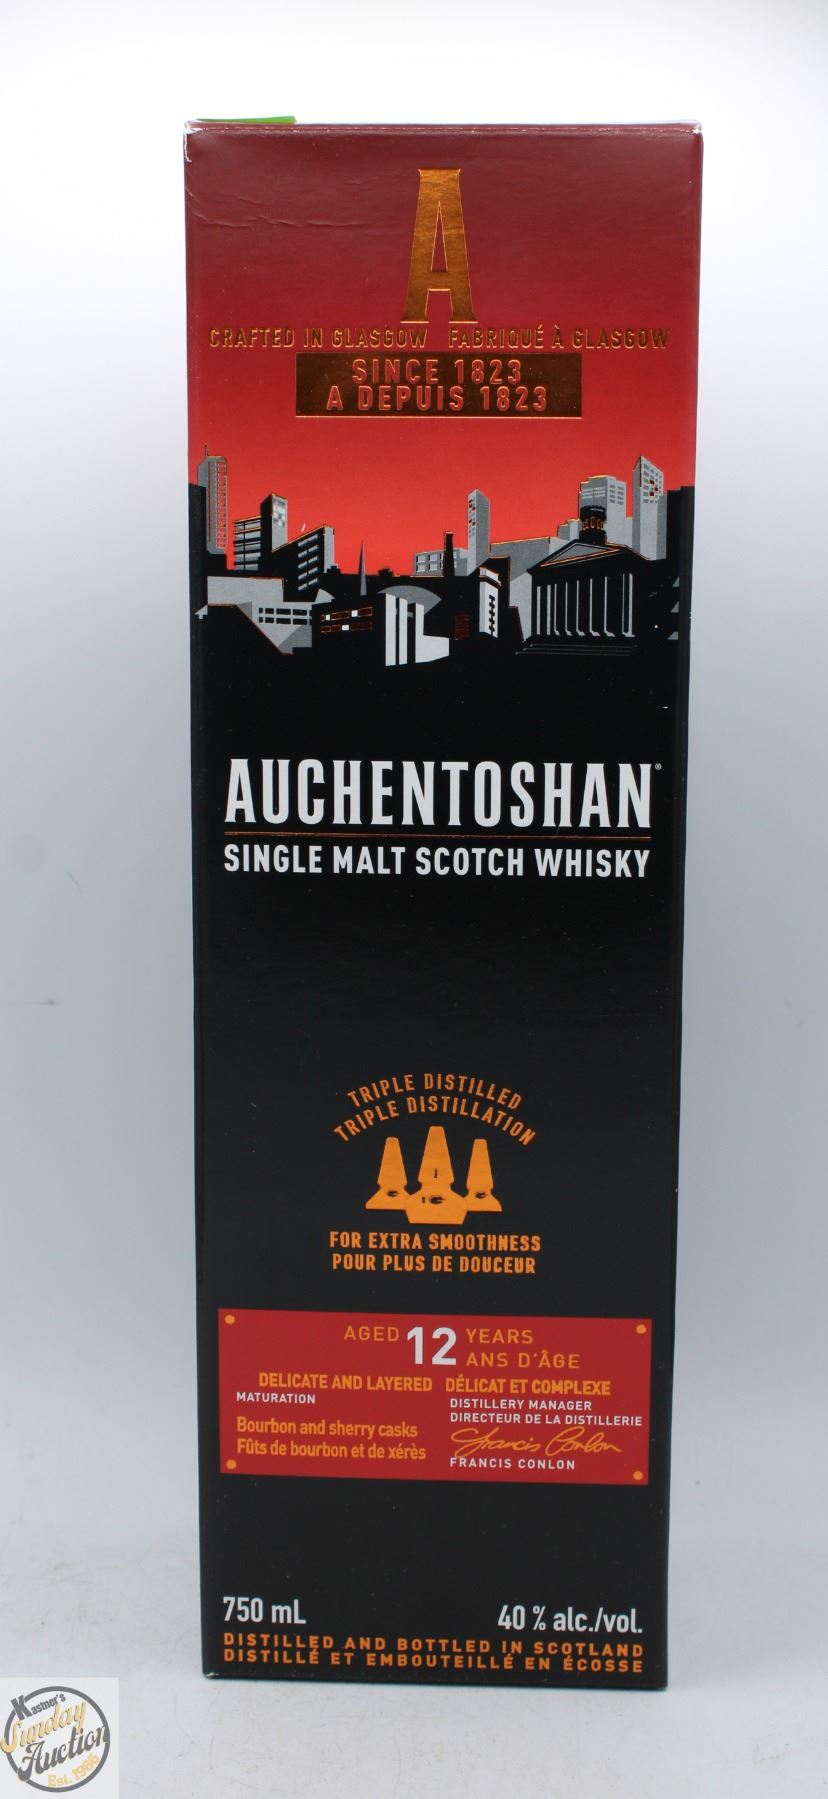 A
CRAFTED IN GLASGOW FABRIQUÉ À GLASGOW
SINCE 1823
A DEPUIS 1823
AUCHENTOSHAN®
SINGLE MALT SCOTCH WHISKY
TRIPLE DISTILLED
TRIPLE DISTILLATION
FOR EXTRA SMOOTHNESS
POUR PLUS DE DOUCEUR
AGED 12 YEARS
ANS D'ÂGE
DELICATE AND LAYERED DÉLICAT ET COMPLEXE
MATURATION
Bourbon and sherry casks
Fûts de bourbon et de xérès
DISTILLERY MANAGER
DIRECTEUR DE LA DISTILLERIE
Francis Conlon
FRANCIS CONLON
750 mL
40 % alc./vol.
DISTILLED AND BOTTLED IN SCOTLAND
DISTILLÉ ET EMBOUTEILLÉ EN ÉCOSSE
Kastner's
Sunday
Auction
Est. 1986